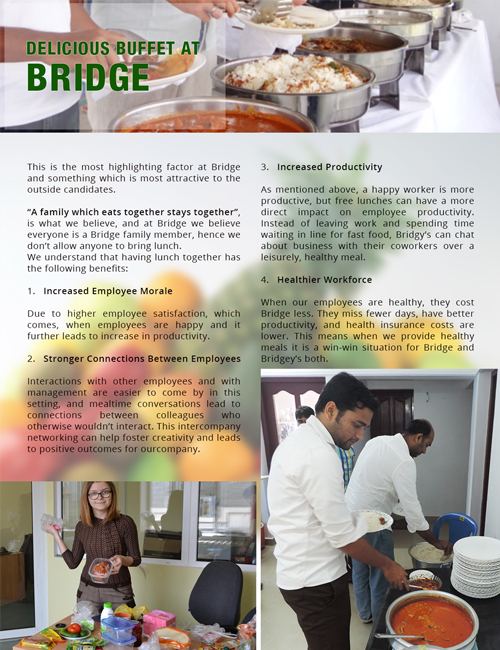 DELICIOUS BUFFET AT
BRIDGE
This is the most highlighting factor at Bridge
and something which is most attractive to the
outside candidates.
“A family which eats together stays together”,
is what we believe, and at Bridge we believe
everyone is a Bridge family member, hence we
don’t allow anyone to bring lunch.
We understand that having lunch together has
the following benefits:
1. Increased Employee Morale
Due to higher employee satisfaction, which
comes, when employees are happy and it
further leads to increase in productivity.
2. Stronger Connections Between Employees
Interactions with other employees and with
management are easier to come by in this
setting, and mealtime conversations lead to
connections between colleagues who
otherwise wouldn’t interact. This intercompany
networking can help foster creativity and leads
to positive outcomes for ourcompany.
3. Increased Productivity
As mentioned above, a happy worker is more
productive, but free lunches can have a more
direct impact on employee productivity.
Instead of leaving work and spending time
waiting in line for fast food, Bridgy’s can chat
about business with their coworkers over a
leisurely, healthy meal.
4. Healthier Workforce
When our employees are healthy, they cost
Bridge less. They miss fewer days, have better
productivity, and health insurance costs are
lower. This means when we provide healthy
meals it is a win-win situation for Bridge and
Bridgey’s both.